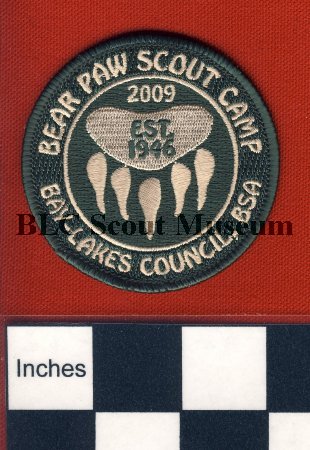 BEAR PAW SCOUT CAMP
2009
EST.
1946
BAY-LAKES COUNCIL, BSA
BLC Scout Museum
Inches